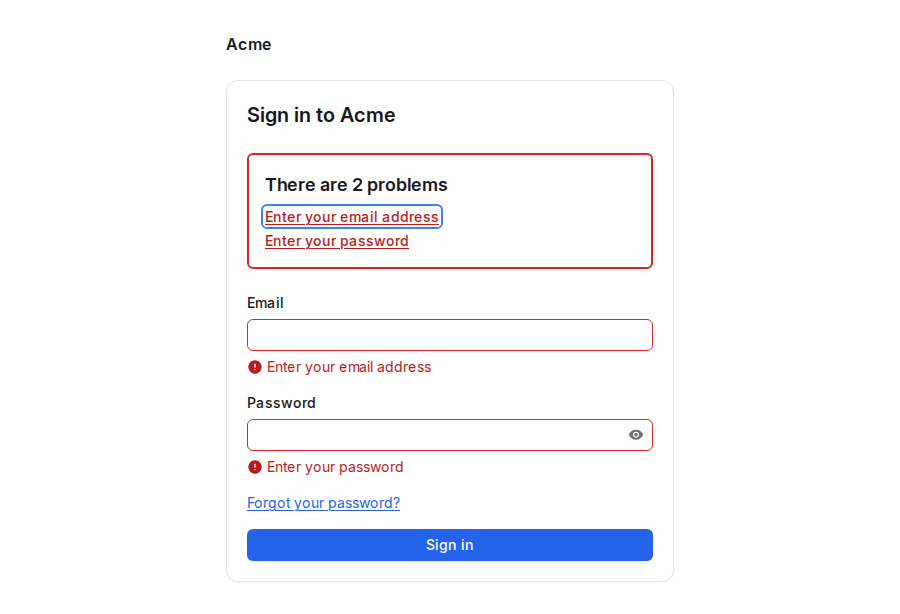 Acme
Sign in to Acme
There are 2 problems
Enter your email address
Enter your password
Email
Enter your email address
Password
Enter your password
Forgot your password?
Sign in